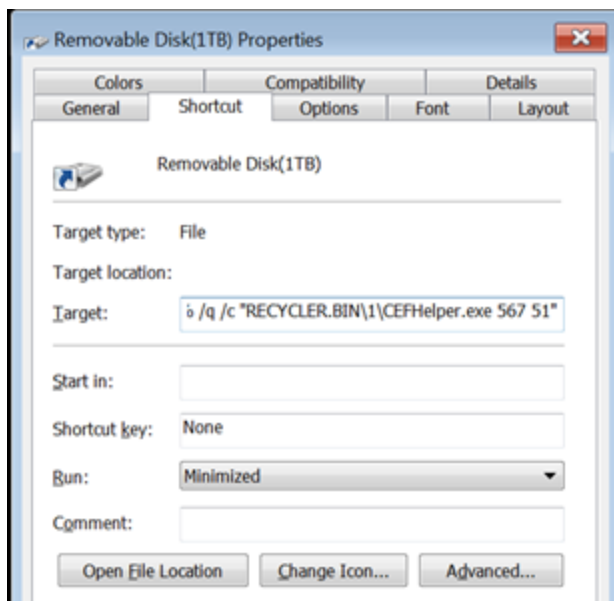 Removable Disk(1TB) Properties
Colors Compatibility Details
General Shortcut Options Font Layout
Removable Disk(1TB)
Target type: File
Target location:
Target: /q /c "RECYCLER.BIN\1\CEFHelper.exe 567 51"
Start in:
Shortcut key: None
Run: Minimized
Comment:
Open File Location Change Icon... Advanced...